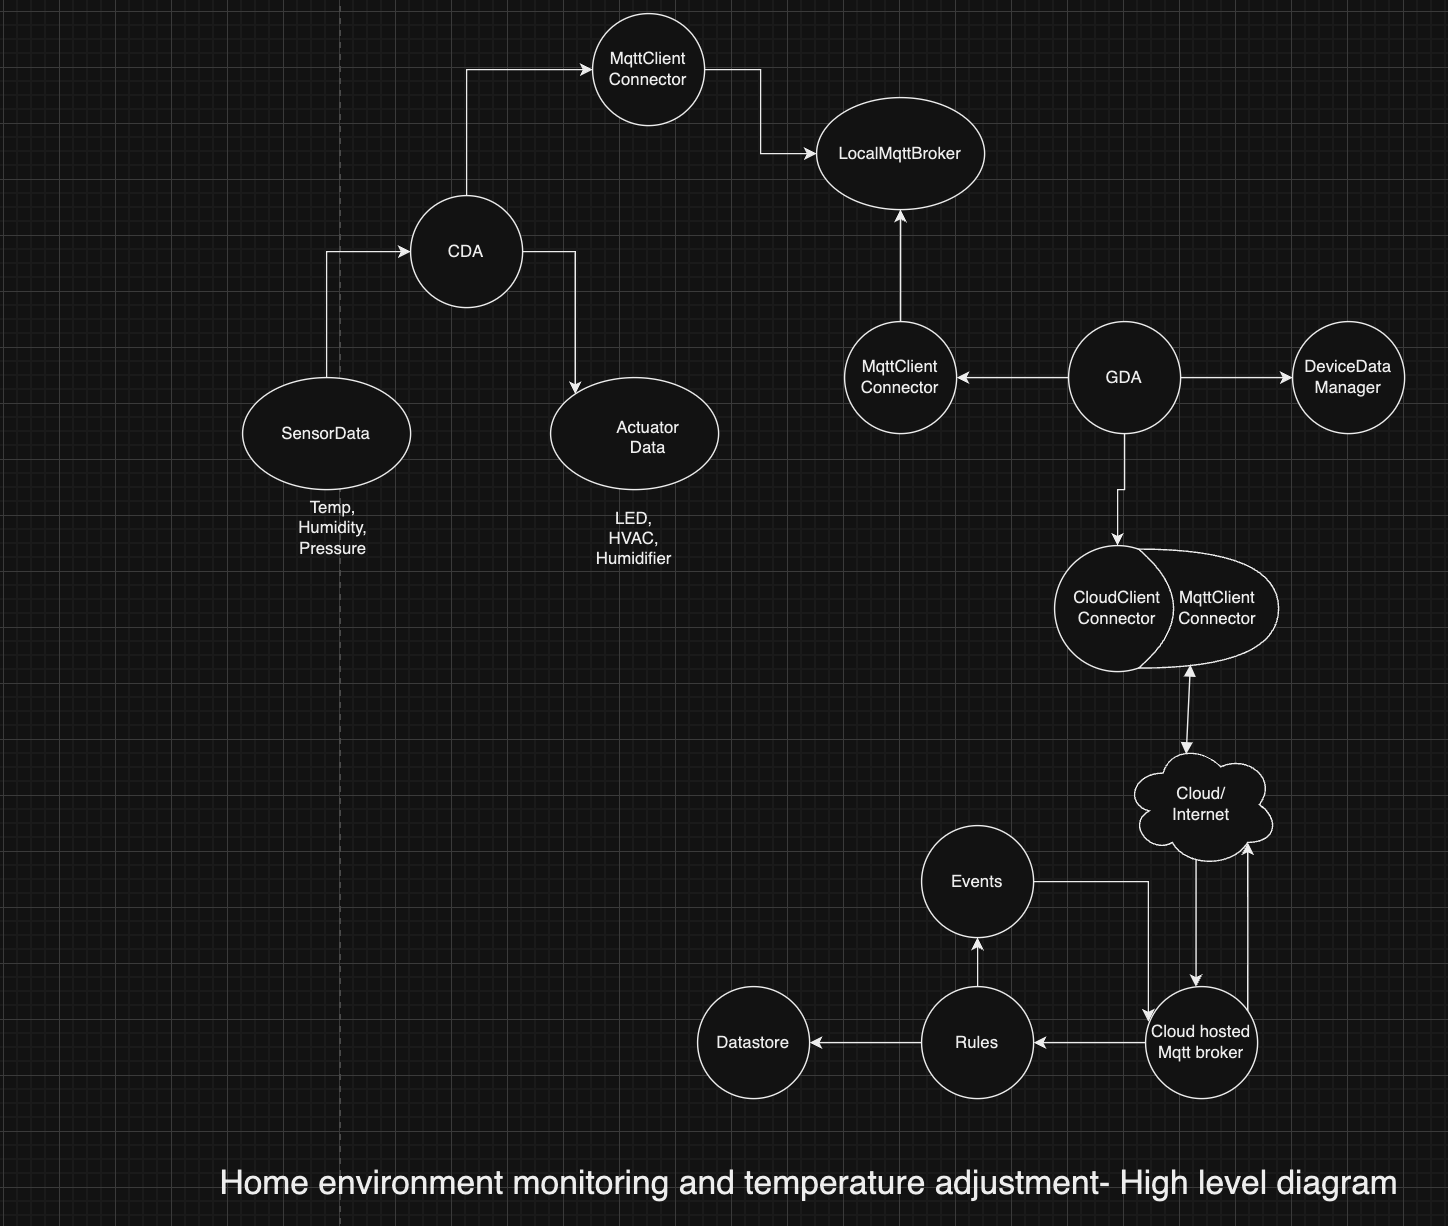 MqttClient
Connector
LocalMqttBroker
CDA
MqttClient
Connector
GDA
DeviceData
Manager
SensorData
Actuator
Data
Temp,
Humidity,
Pressure
LED,
HVAC,
Humidifier
CloudClient
Connector
MqttClient
Connector
Cloud/
Internet
Events
Datastore
Rules
Cloud hosted
Mqtt broker
Home environment monitoring and temperature adjustment- High level diagram